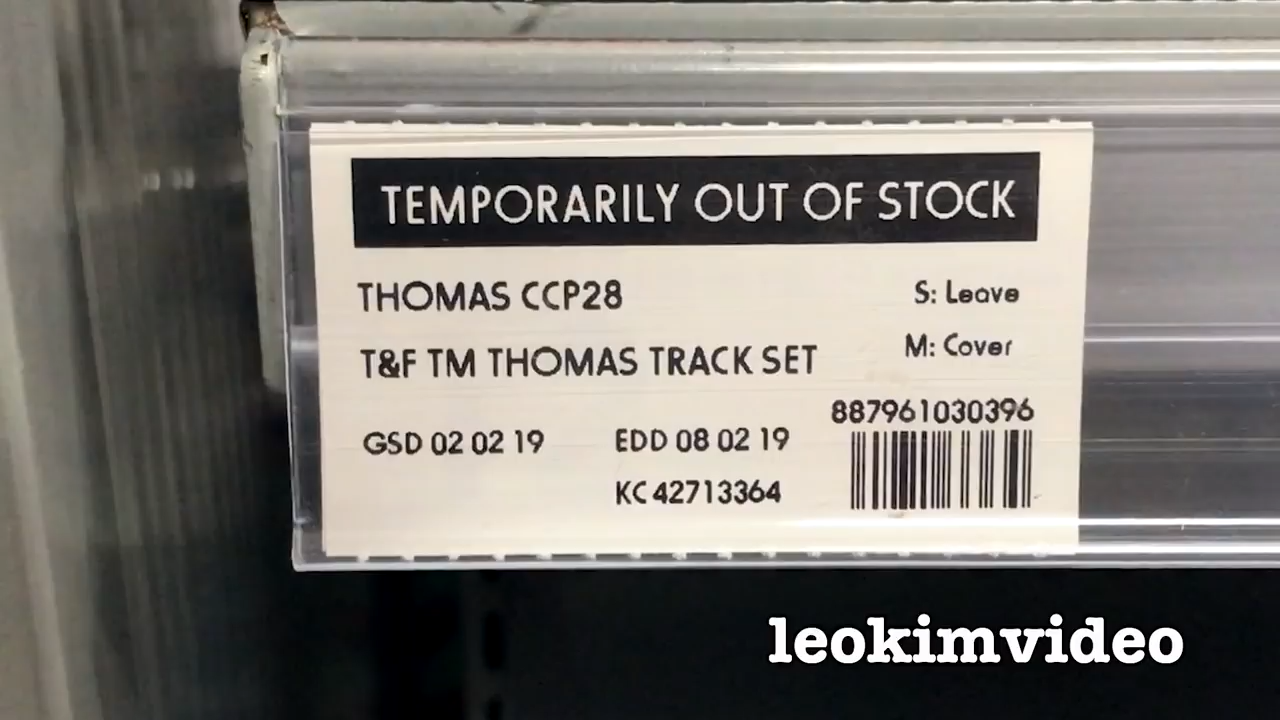 TEMPORARILY OUT OF STOCK
THOMAS CCP28
S: Leave
T&F TM THOMAS TRACK SET
M: Cover
887961030396
GSD 02 02 19
EDD 08 02 19
KC 42713364
leokimvideo